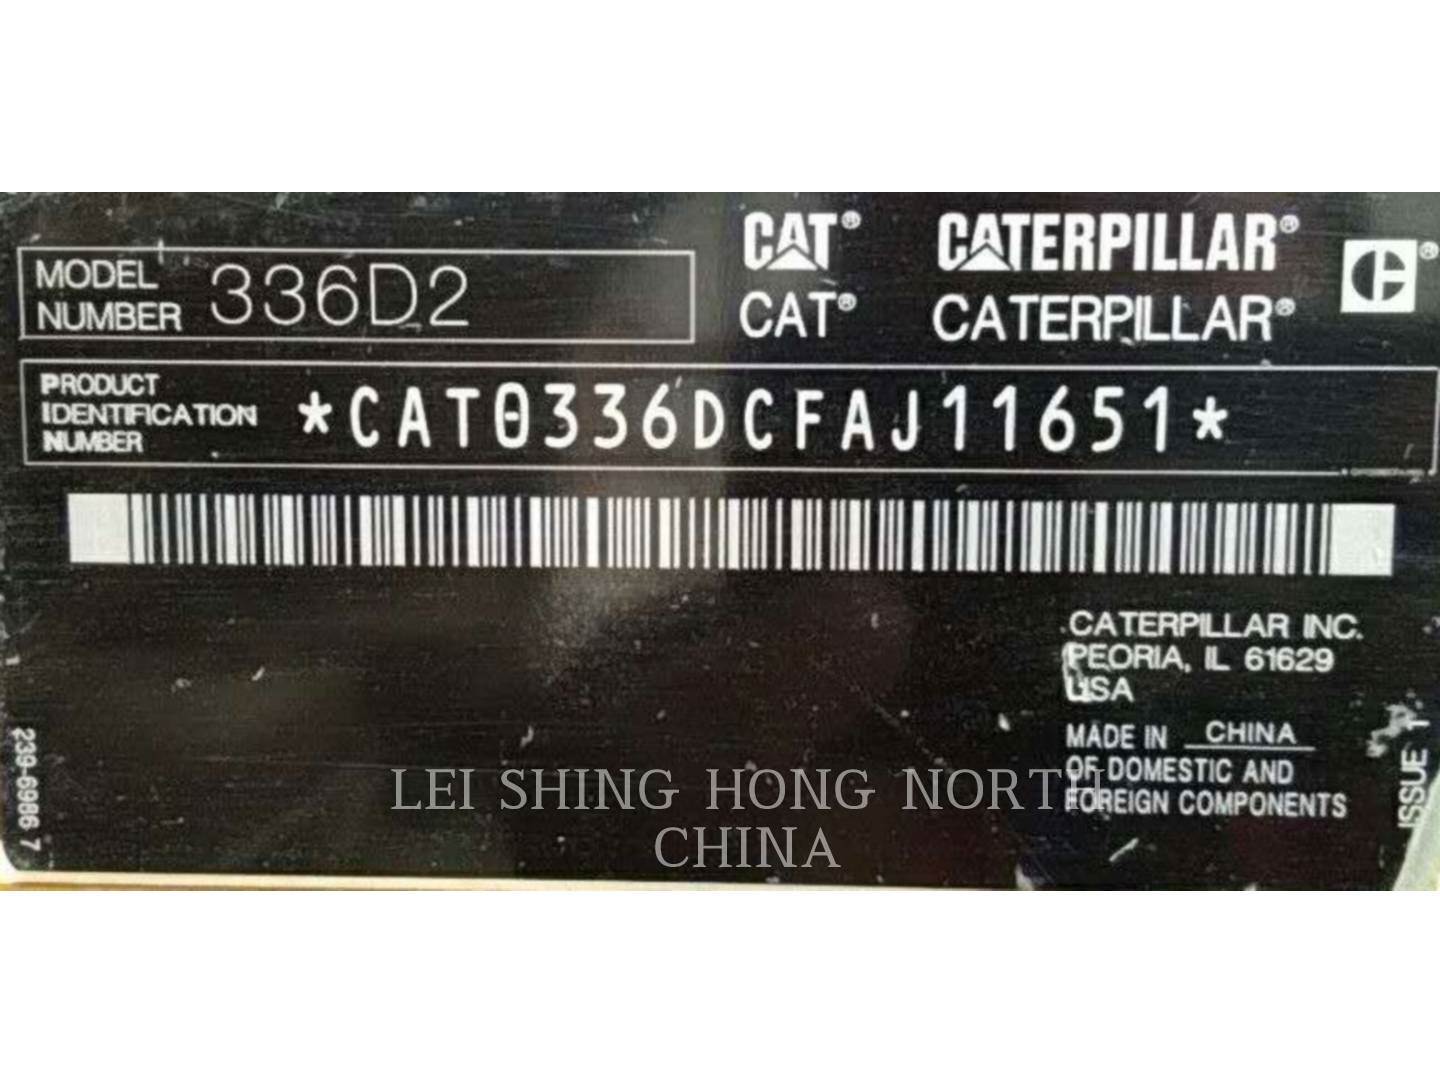 MODEL
NUMBER 336D2
CAT® CATERPILLAR®
CAT® CATERPILLAR®
PRODUCT
IDENTIFICATION
NUMBER
*CAT0336DCFAJ11651*
CATERPILLAR INC.
PEORIA, IL 61629
USA
MADE IN CHINA
OF DOMESTIC AND
FOREIGN COMPONENTS
239-6986 7
ISSUE 1
LEI SHING HONG NORTH
CHINA